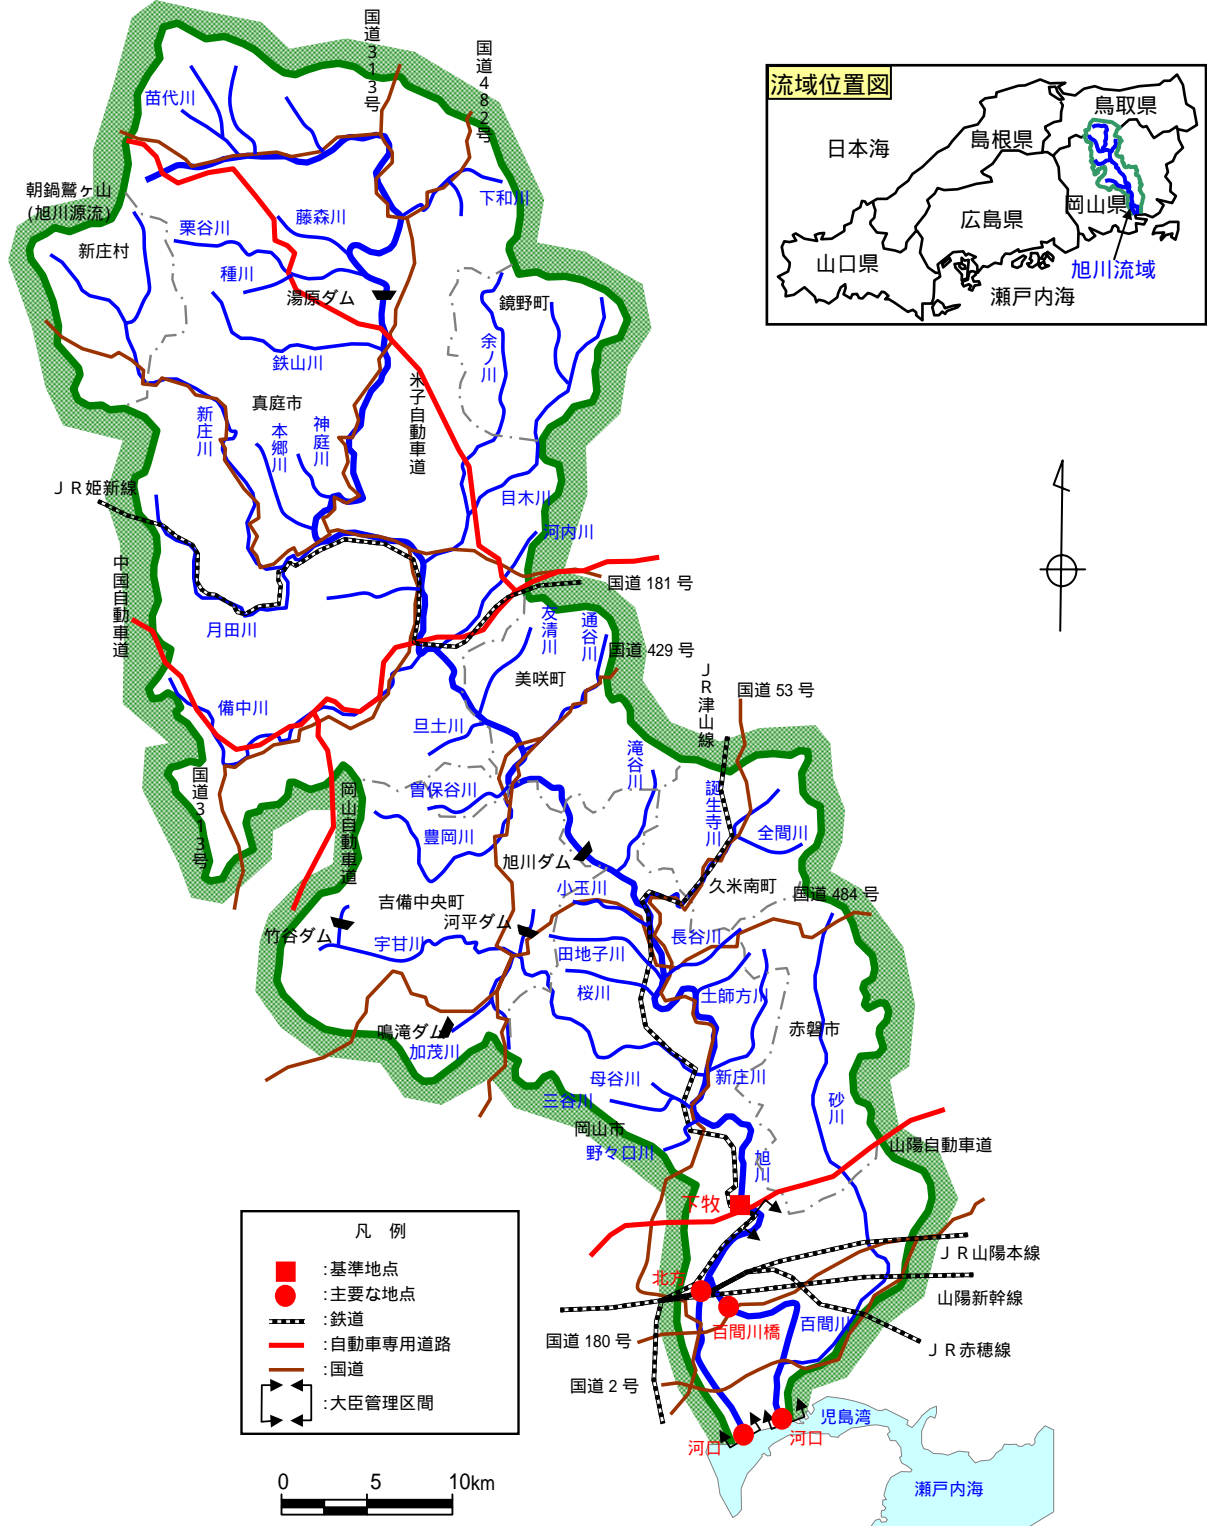 国道313号
国道482号
苗代川
朝鍋鷲ヶ山
(旭川源流)
新庄村
栗谷川
藤森川
下和川
種川
湯原ダム
鏡野町
余ノ川
鉄山川
米子自動車道
真庭市
新庄川
本郷川
神庭川
JR姫新線
目木川
河内川
中国自動車道
国道 181 号
月田川
友清川
通谷川
国道 429 号
美咲町
JR津山線
国道 53 号
備中川
旦土川
滝谷川
国道313号
岡山自動車道
曽保谷川
誕生寺川
豊岡川
全間川
旭川ダム
小玉川
久米南町
国道 484 号
吉備中央町
河平ダム
竹谷ダム
宇甘川
長谷川
田地子川
桜川
土師方川
赤磐市
鳴滝ダム
加茂川
母谷川
新庄川
三谷川
砂川
岡山市
野々口川
旭川
山陽自動車道
下牧
JR山陽本線
北方
山陽新幹線
百間川橋
百間川
国道 180 号
JR赤穂線
国道 2 号
河口
河口
児島湾
瀬戸内海
流域位置図
日本海
鳥取県
島根県
岡山県
広島県
山口県
旭川流域
瀬戸内海
凡 例
:基準地点
:主要な地点
:鉄道
:自動車専用道路
:国道
:大臣管理区間
0 5 10km